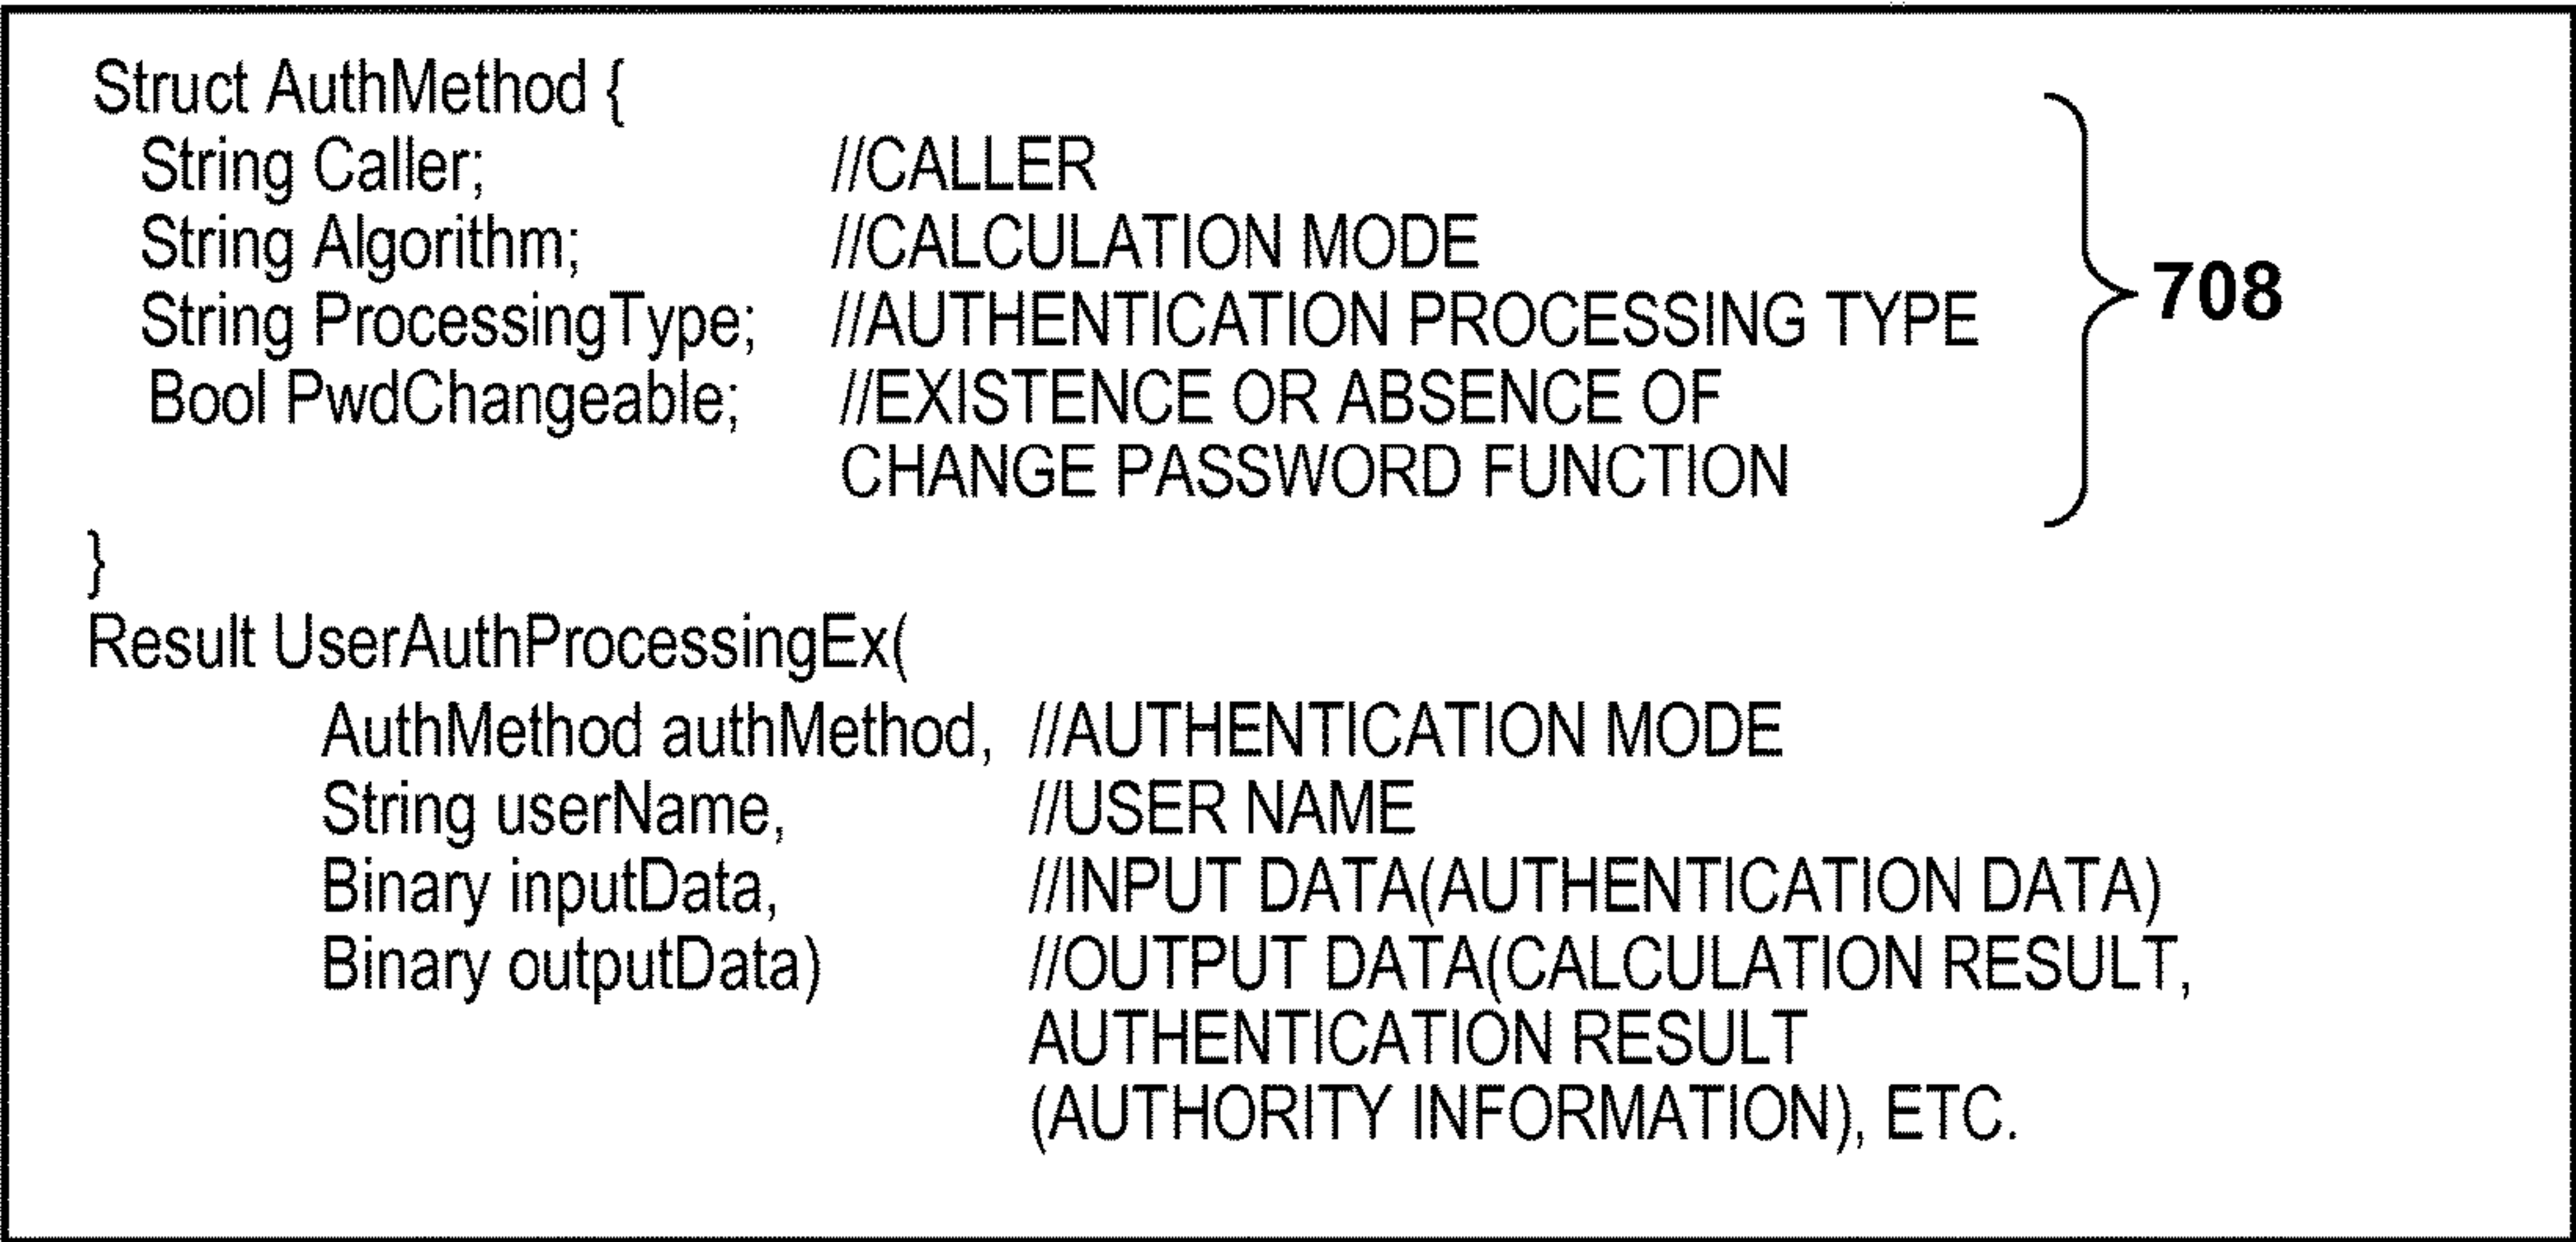 Struct AuthMethod {
String Caller; //CALLER
String Algorithm; //CALCULATION MODE
String ProcessingType; //AUTHENTICATION PROCESSING TYPE
708
Bool PwdChangeable; //EXISTENCE OR ABSENCE OF
CHANGE PASSWORD FUNCTION
}
Result UserAuthProcessingEx(
AuthMethod authMethod, //AUTHENTICATION MODE
String userName, //USER NAME
Binary inputData, //INPUT DATA(AUTHENTICATION DATA)
Binary outputData) //OUTPUT DATA(CALCULATION RESULT,
AUTHENTICATION RESULT
(AUTHORITY INFORMATION), ETC.